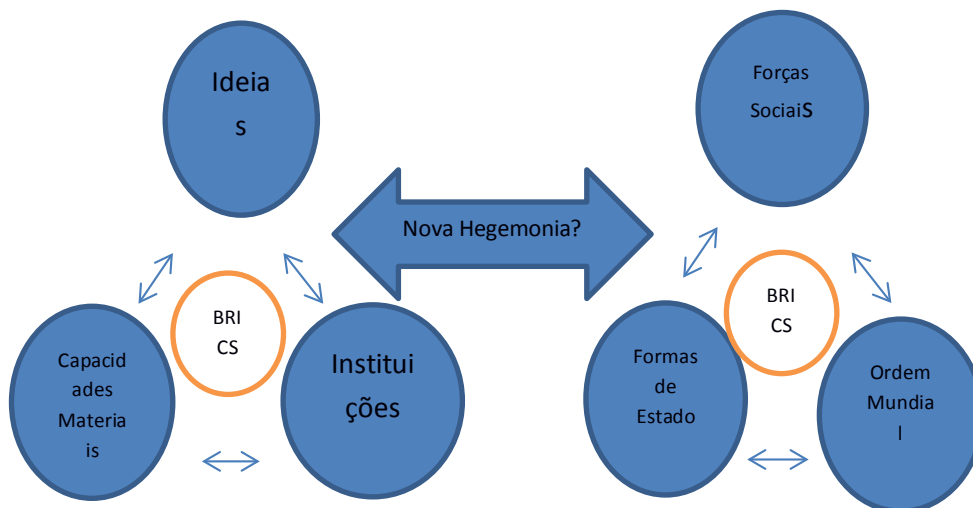 Ideia
s
Forças
Sociais
Nova Hegemonia?
BRI
CS
BRI
CS
Capacid
ades
Materia
is
Institui
ções
Formas
de
Estado
Ordem
Mundia
l